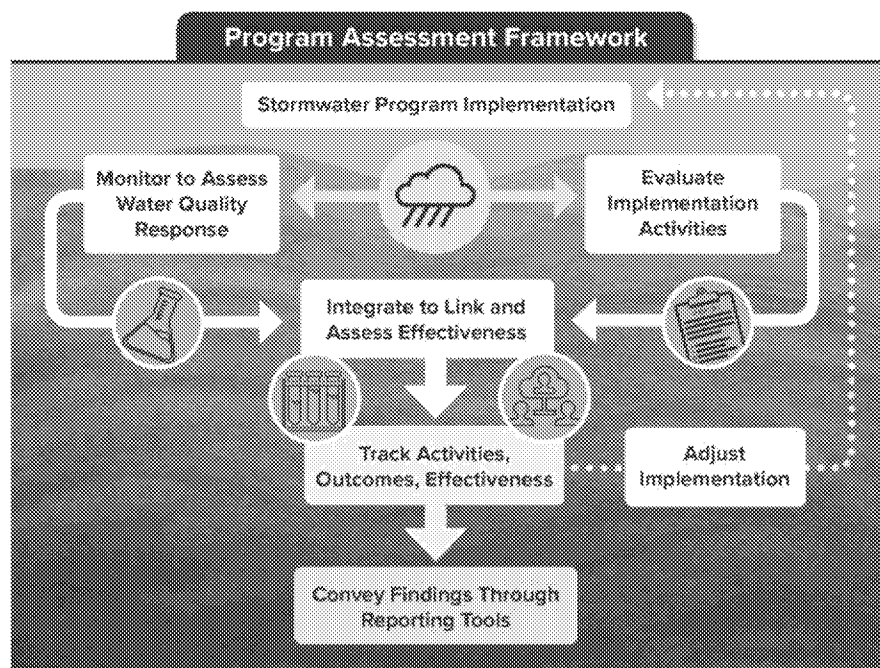 Program Assessment Framework
Stormwater Program Implementation
Monitor to Assess
Water Quality
Response
Evaluate
Implementation
Activities
Integrate to Link and
Assess Effectiveness
Track Activities,
Outcomes, Effectiveness
Adjust
Implementation
Convey Findings Through
Reporting Tools